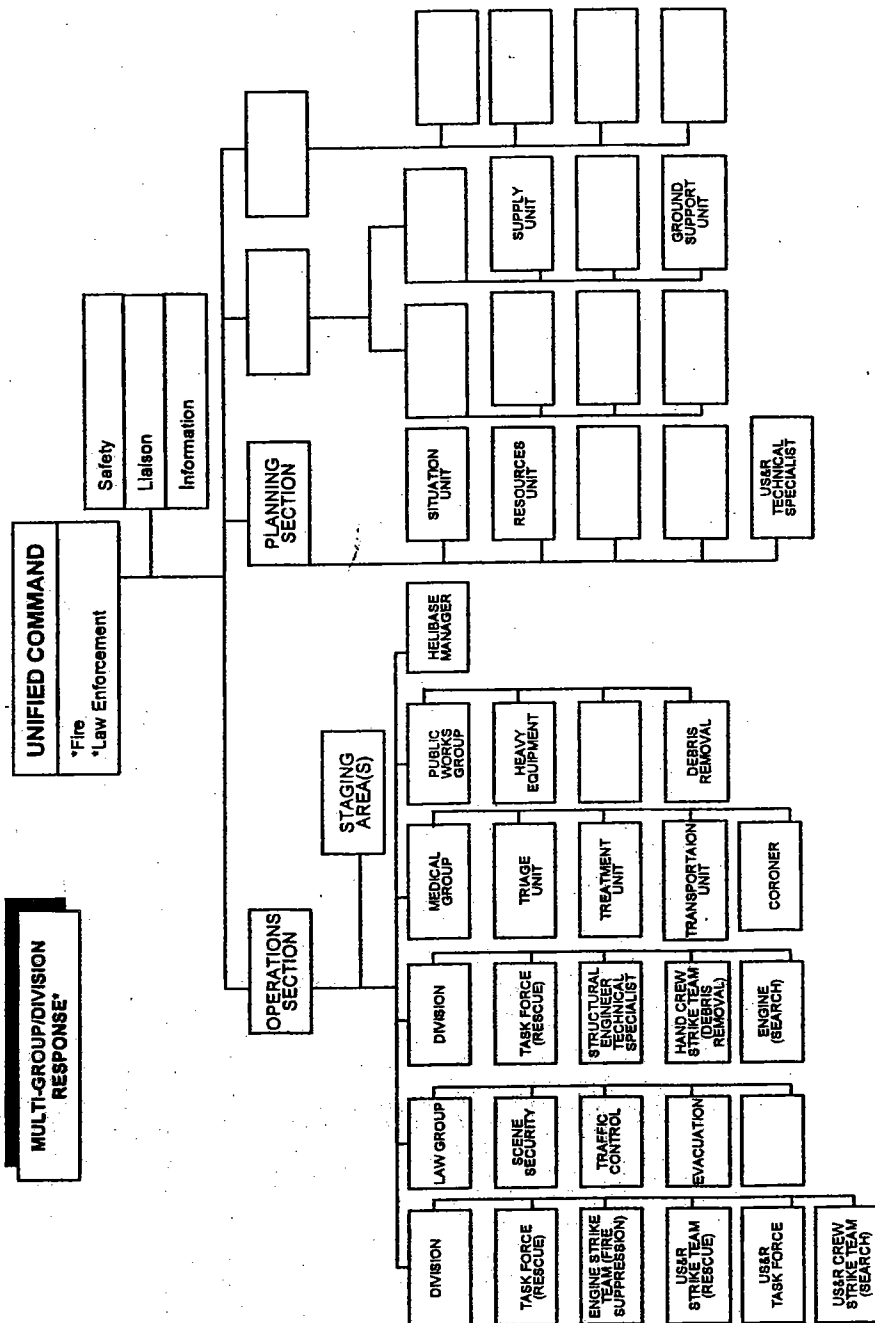 MULTI-GROUP/DIVISION
RESPONSE*
UNIFIED COMMAND
*Fire
*Law Enforcement
Safety
Liaison
Information
OPERATIONS
SECTION
STAGING
AREA(S)
PLANNING
SECTION
DIVISION
TASK FORCE
(RESCUE)
ENGINE STRIKE
TEAM (FIRE
SUPPRESSION)
US&R
STRIKE TEAM
(RESCUE)
US&R
TASK FORCE
US&R CREW
STRIKE TEAM
(SEARCH)
LAW GROUP
SCENE
SECURITY
TRAFFIC
CONTROL
EVACUATION
DIVISION
TASK FORCE
(RESCUE)
STRUCTURAL
ENGINEER
TECHNICAL
SPECIALIST
HAND CREW
STRIKE TEAM
(DEBRIS
REMOVAL)
ENGINE
(SEARCH)
MEDICAL
GROUP
TRIAGE
UNIT
TREATMENT
UNIT
TRANSPORTAION
UNIT
CORONER
PUBLIC
WORKS
GROUP
HEAVY
EQUIPMENT
DEBRIS
REMOVAL
HELIBASE
MANAGER
SITUATION
UNIT
RESOURCES
UNIT
US&R
TECHNICAL
SPECIALIST
SUPPLY
UNIT
GROUND
SUPPORT
UNIT